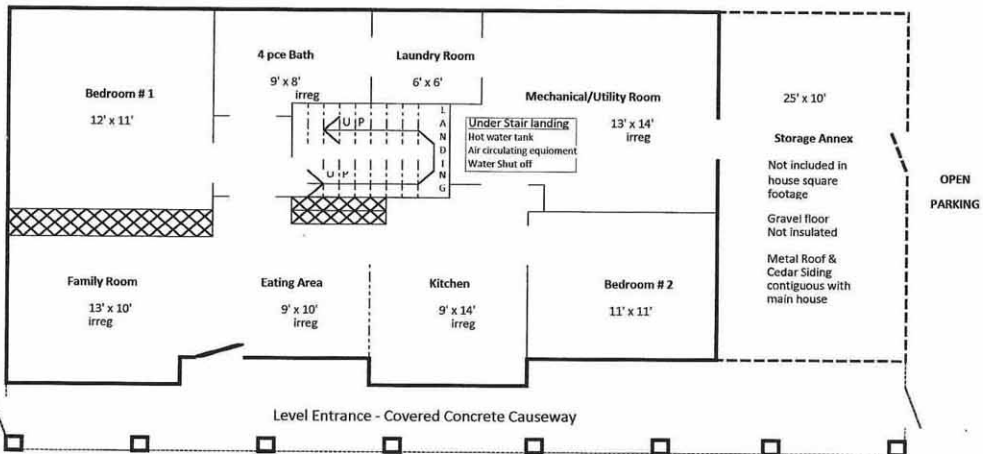 Bedroom # 1
12' x 11'
4 pce Bath
9' x 8'
irreg
Laundry Room
6' x 6'
Mechanical/Utility Room
13' x 14'
irreg
UP
UP
LANDING
Under Stair landing
Hot water tank
Air circulating equioment
Water Shut off
25' x 10'
Storage Annex
Not included in
house square
footage
Gravel floor
Not insulated
Metal Roof &
Cedar Siding
contiguous with
main house
OPEN
PARKING
Family Room
13' x 10'
irreg
Eating Area
9' x 10'
irreg
Kitchen
9' x 14'
irreg
Bedroom # 2
11' x 11'
Level Entrance - Covered Concrete Causeway